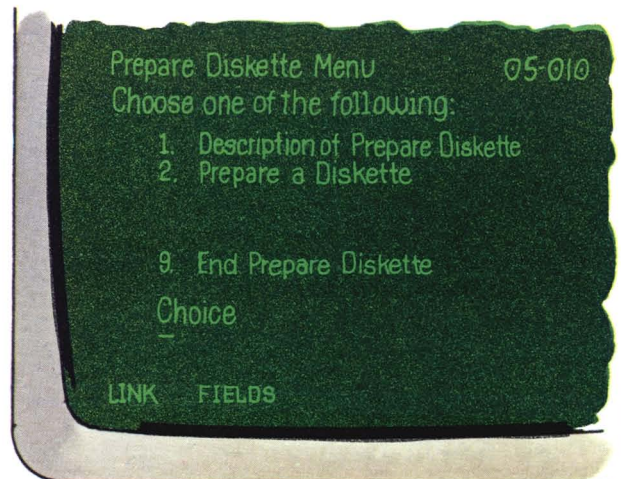 Prepare Diskette Menu 05-010
Choose one of the following:
1. Description of Prepare Diskette
2. Prepare a Diskette
9. End Prepare Diskette
Choice
LINK FIELDS